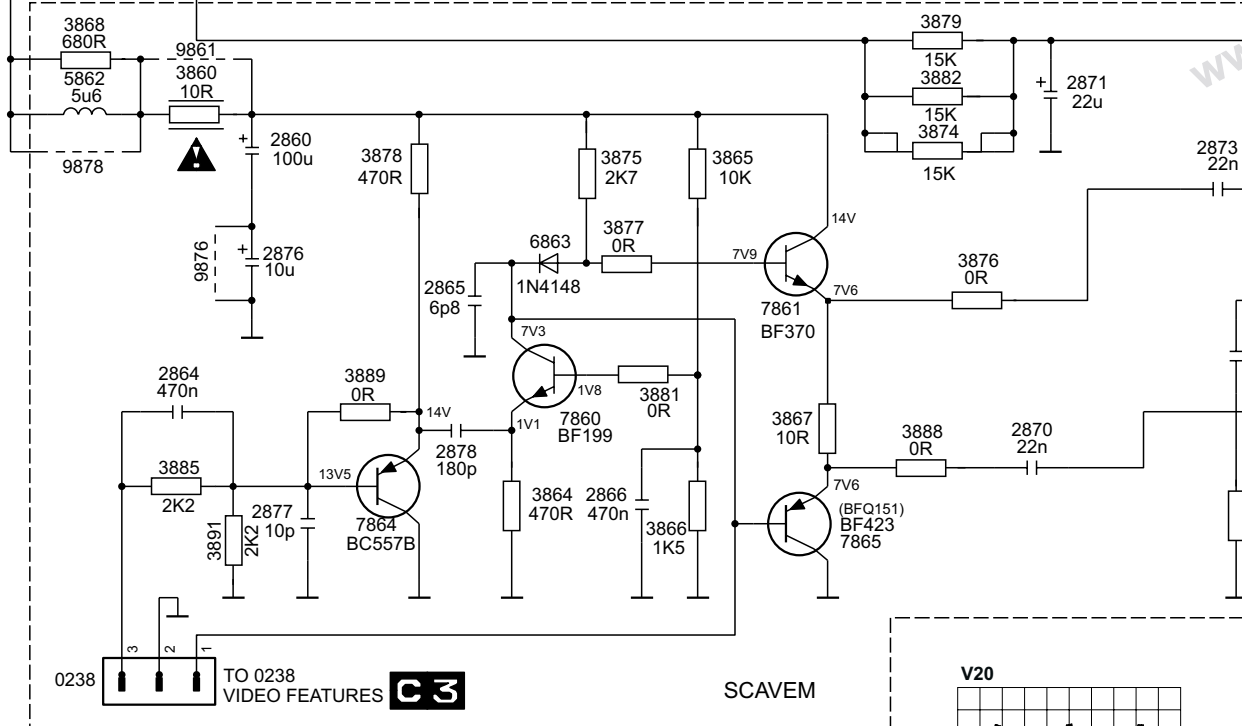 3868
680R
9861
5862
5u6
3860
10R
9878
2860
100u
3878
470R
3875
2K7
3865
10K
3879
15K
3882
15K
3874
15K
2871
22u
2873
22n
9876
2876
10u
6863
1N4148
3877
0R
7V9
14V
7V6
7861
BF370
3876
0R
2865
6p8
7V3
1V8
1V1
7860
BF199
3881
0R
2864
470n
3889
0R
14V
2878
180p
3885
2K2
3891
2K2
2877
10p
13V5
7864
BC557B
3864
470R
2866
470n
3866
1K5
3867
10R
3888
0R
2870
22n
7V6
(BFQ151)
BF423
7865
0238
3
2
1
TO 0238
VIDEO FEATURES
C 3
SCAVEM
V20
+
+
+